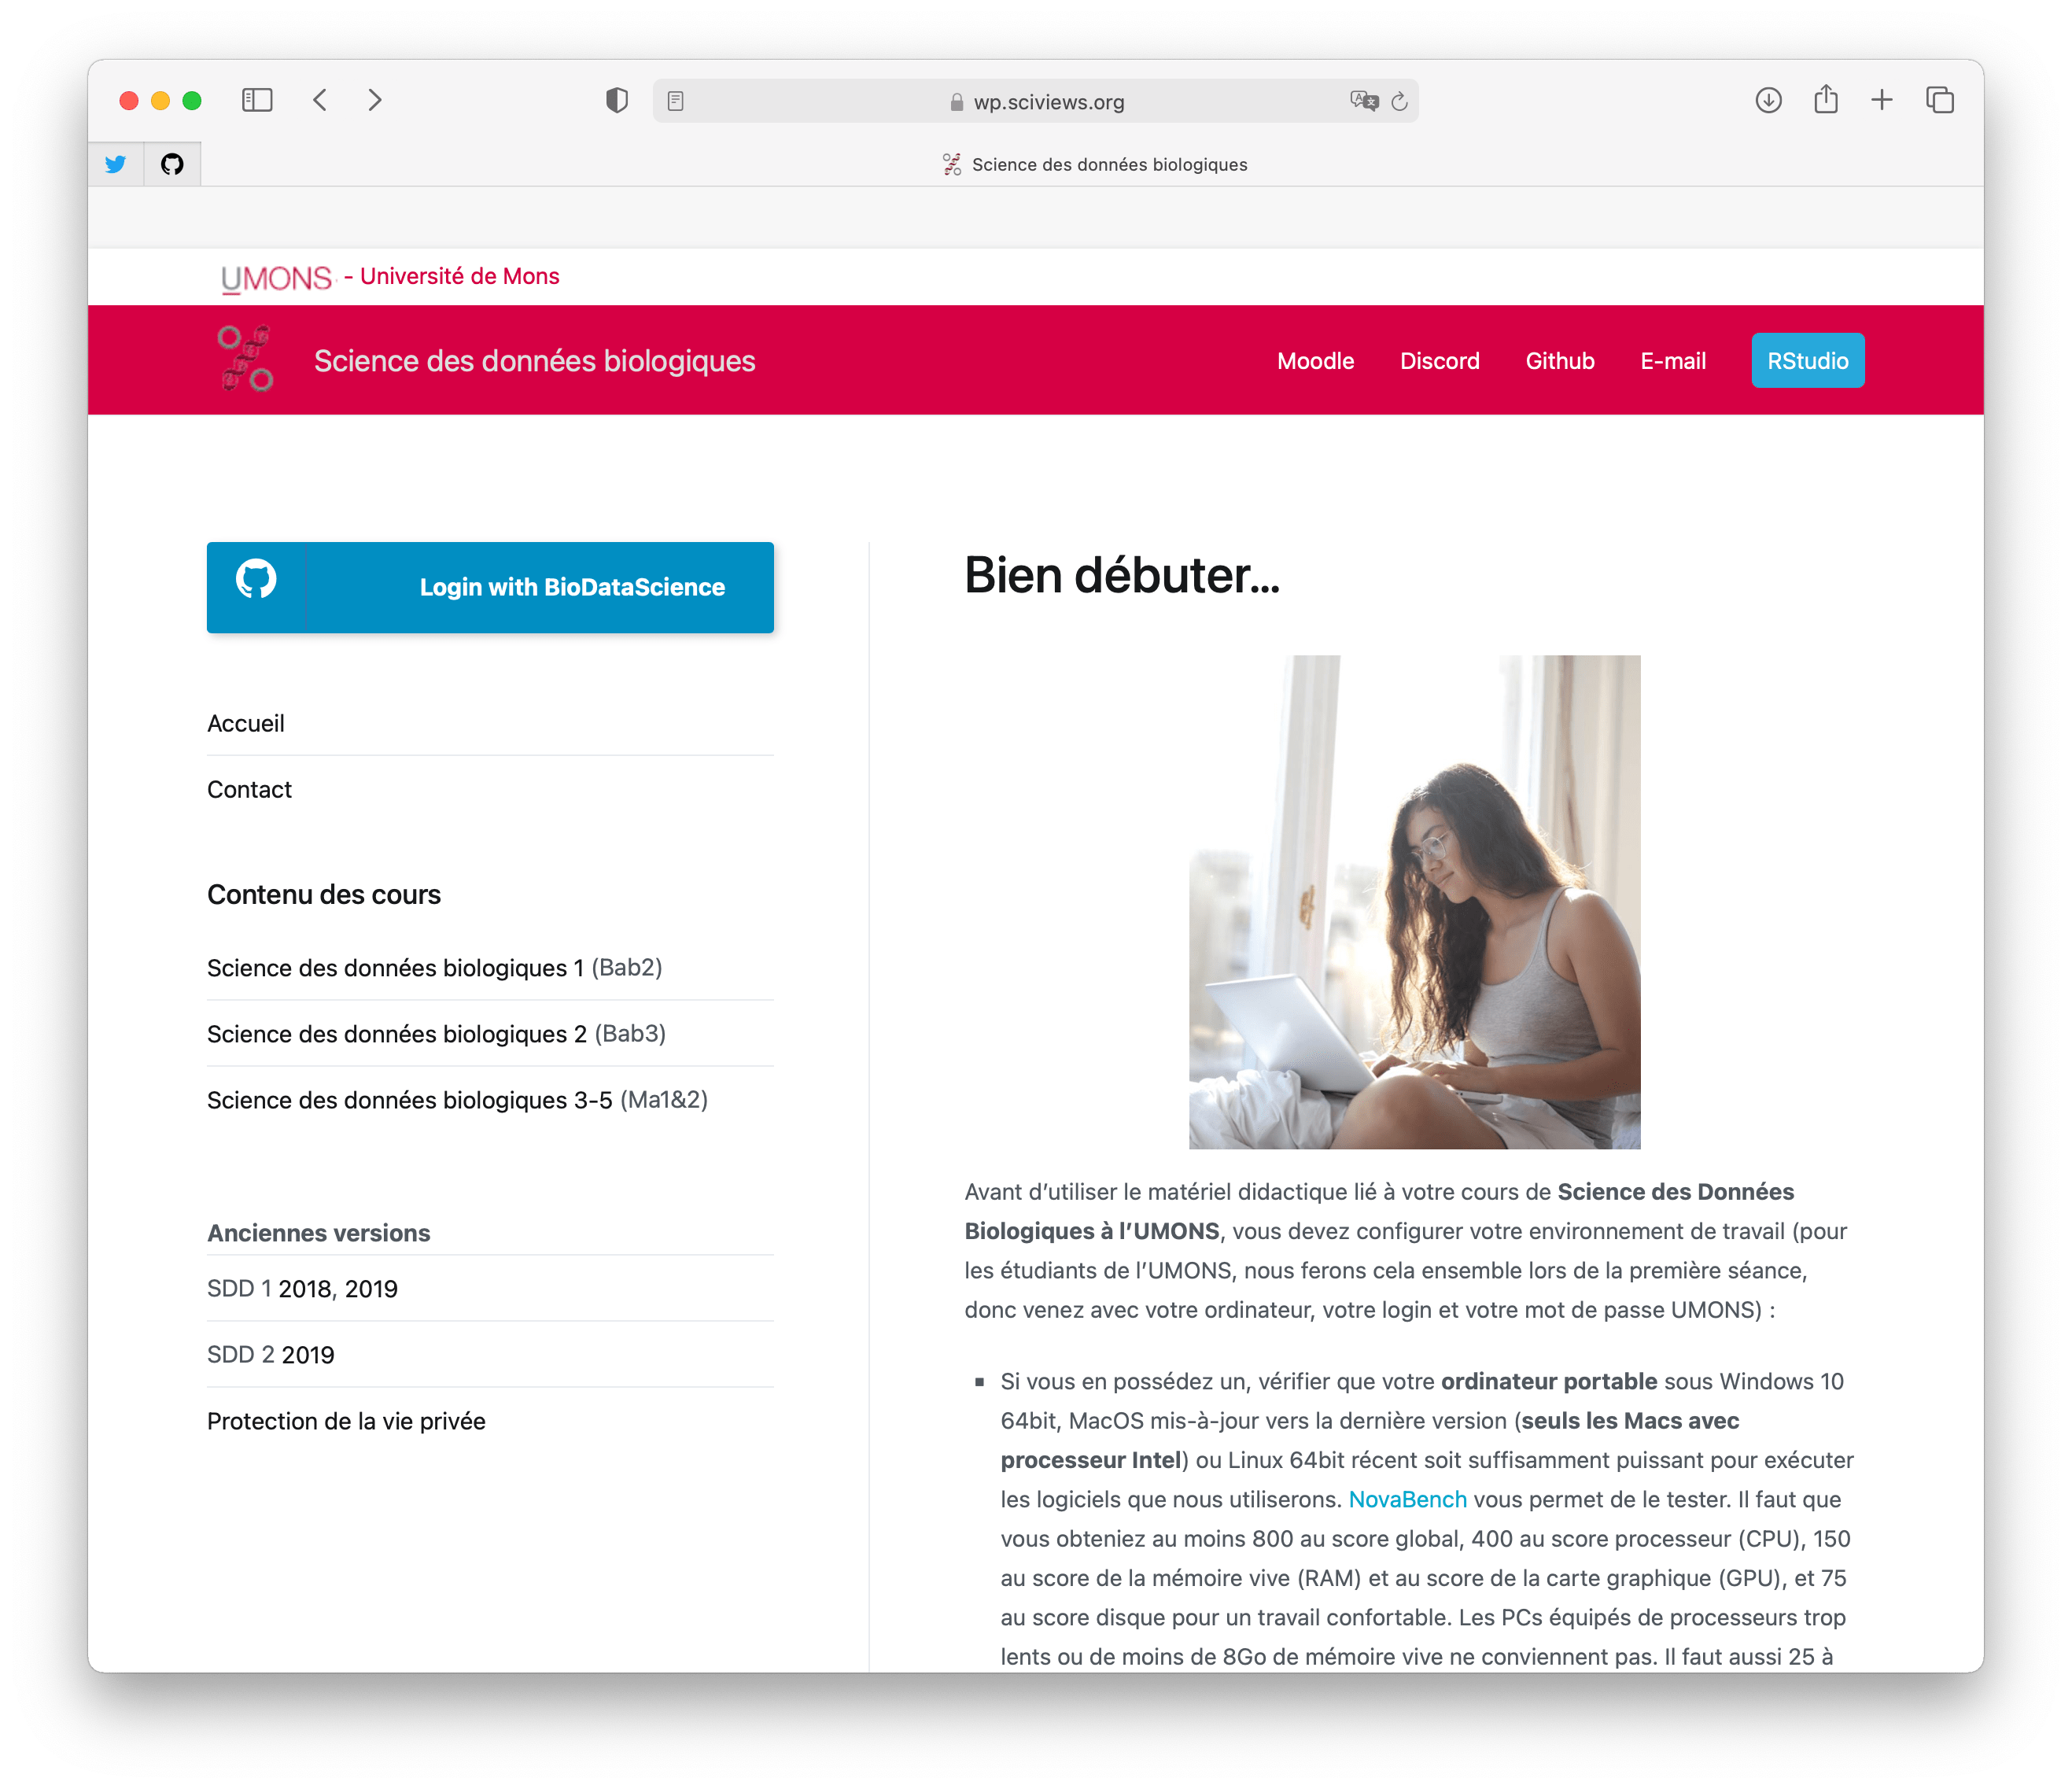 wp.sciviews.org
Science des données biologiques
UMONS - Université de Mons
Science des données biologiques
Moodle
Discord
Github
E-mail
RStudio
Login with BioDataScience
Accueil
Contact
Contenu des cours
Science des données biologiques 1 (Bab2)
Science des données biologiques 2 (Bab3)
Science des données biologiques 3-5 (Ma1&2)
Anciennes versions
SDD 1 2018, 2019
SDD 2 2019
Protection de la vie privée
Bien débuter…
Avant d’utiliser le matériel didactique lié à votre cours de Science des Données
Biologiques à l’UMONS, vous devez configurer votre environnement de travail (pour
les étudiants de l’UMONS, nous ferons cela ensemble lors de la première séance,
donc venez avec votre ordinateur, votre login et votre mot de passe UMONS) :
▪ Si vous en possédez un, vérifier que votre ordinateur portable sous Windows 10
64bit, MacOS mis-à-jour vers la dernière version (seuls les Macs avec
processeur Intel) ou Linux 64bit récent soit suffisamment puissant pour exécuter
les logiciels que nous utiliserons. NovaBench vous permet de le tester. Il faut que
vous obteniez au moins 800 au score global, 400 au score processeur (CPU), 150
au score de la mémoire vive (RAM) et au score de la carte graphique (GPU), et 75
au score disque pour un travail confortable. Les PCs équipés de processeurs trop
lents ou de moins de 8Go de mémoire vive ne conviennent pas. Il faut aussi 25 à